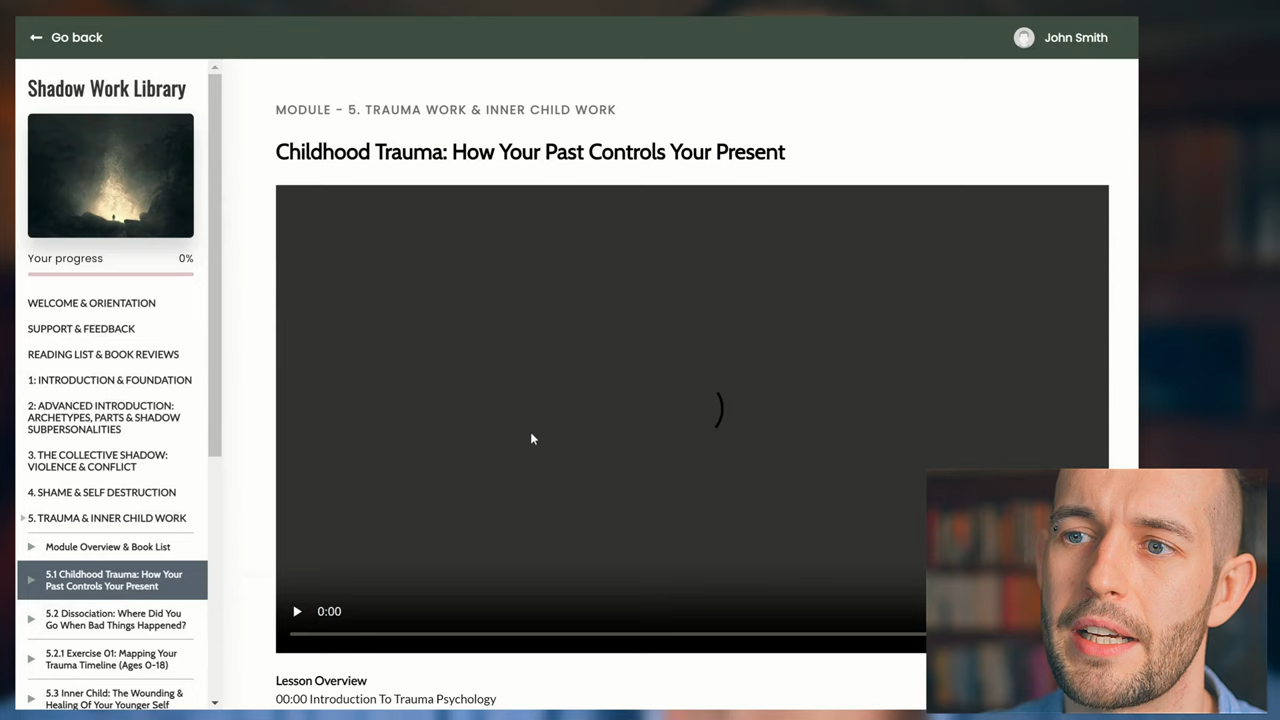 Go back
John Smith
Shadow Work Library
Your progress 0%
WELCOME & ORIENTATION
SUPPORT & FEEDBACK
READING LIST & BOOK REVIEWS
1: INTRODUCTION & FOUNDATION
2: ADVANCED INTRODUCTION:
ARCHETYPES, PARTS & SHADOW
SUBPERSONALITIES
3. THE COLLECTIVE SHADOW:
VIOLENCE & CONFLICT
4. SHAME & SELF DESTRUCTION
5. TRAUMA & INNER CHILD WORK
Module Overview & Book List
5.1 Childhood Trauma: How Your
Past Controls Your Present
5.2 Dissociation: Where Did You
Go When Bad Things Happened?
5.2.1 Exercise 01: Mapping Your
Trauma Timeline (Ages 0-18)
5.3 Inner Child: The Wounding &
Healing Of Your Younger Self
MODULE - 5. TRAUMA WORK & INNER CHILD WORK
Childhood Trauma: How Your Past Controls Your Present
0:00
Lesson Overview
00:00 Introduction To Trauma Psychology